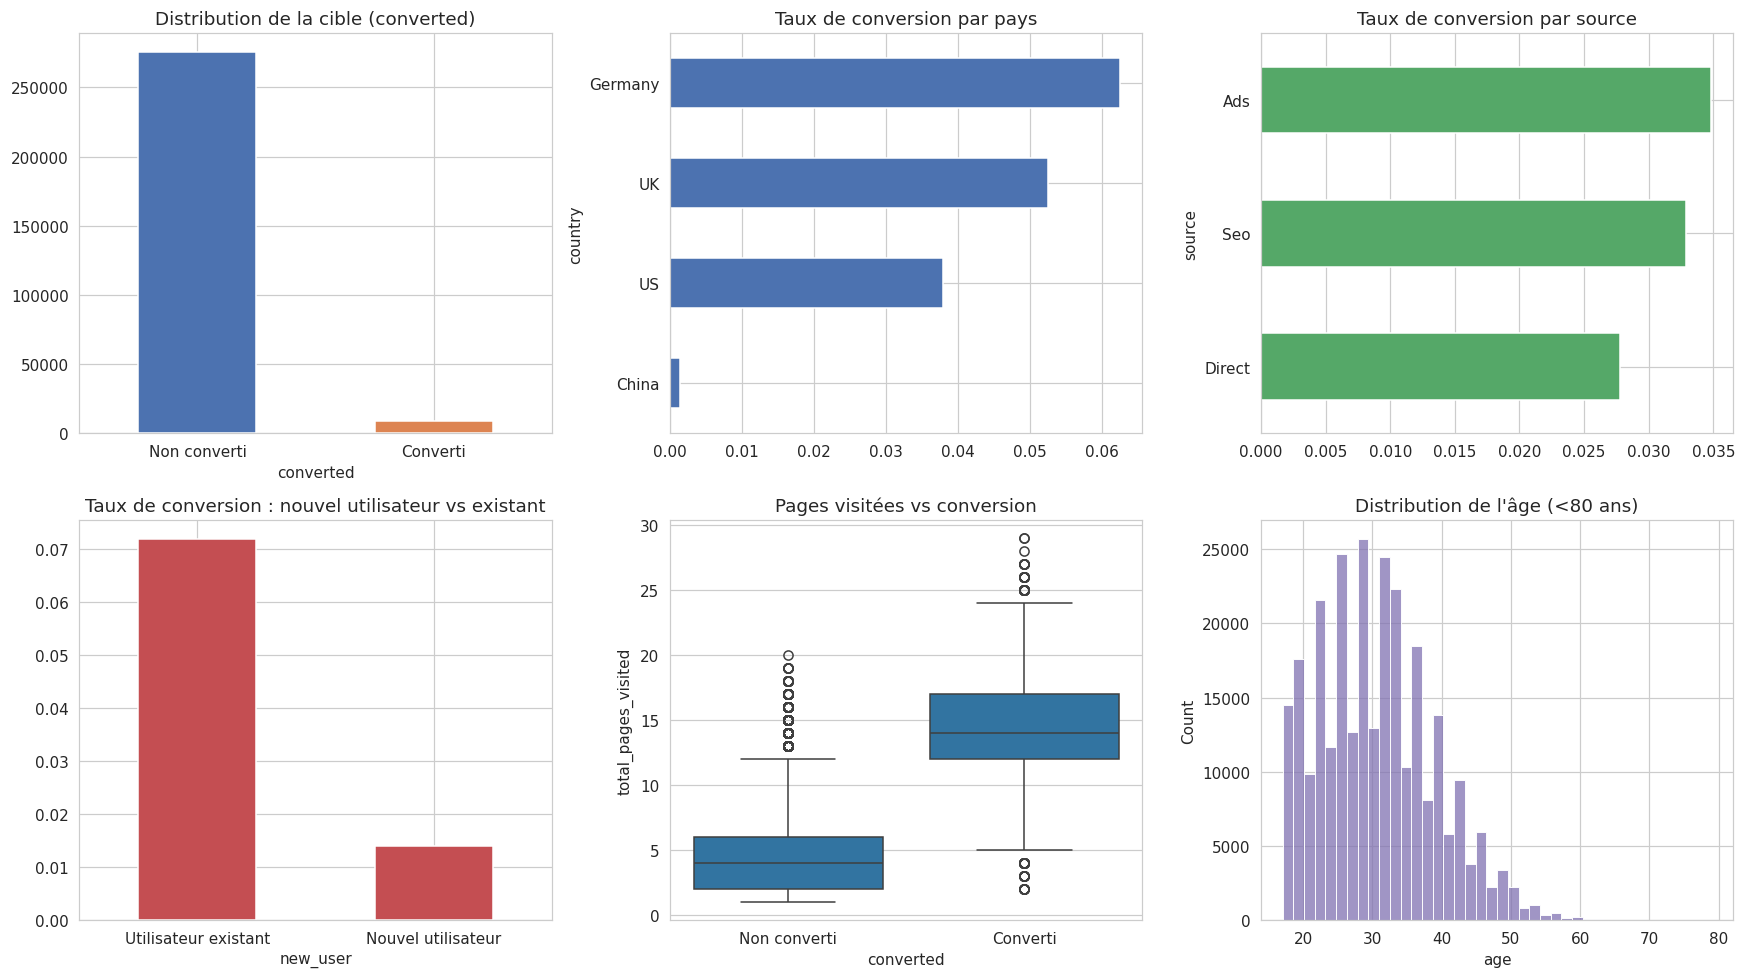 Distribution de la cible (converted)
250000
200000
150000
100000
50000
0
Non converti
Converti
converted
Taux de conversion par pays
country
Germany
UK
US
China
0.00
0.01
0.02
0.03
0.04
0.05
0.06
Taux de conversion par source
source
Ads
Seo
Direct
0.000
0.005
0.010
0.015
0.020
0.025
0.030
0.035
Taux de conversion : nouvel utilisateur vs existant
0.07
0.06
0.05
0.04
0.03
0.02
0.01
0.00
Utilisateur existant
Nouvel utilisateur
new_user
Pages visitées vs conversion
total_pages_visited
30
25
20
15
10
5
0
Non converti
Converti
converted
Distribution de l'âge (<80 ans)
Count
25000
20000
15000
10000
5000
0
20
30
40
50
60
70
80
age